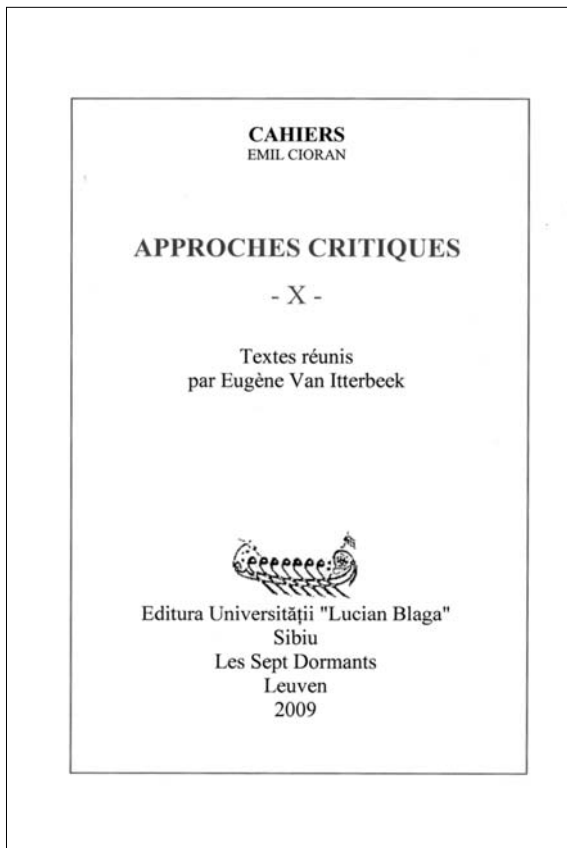 CAHIERS
EMIL CIORAN
APPROCHES CRITIQUES
- X -
Textes réunis
par Eugène Van Itterbeek
Editura Universității "Lucian Blaga"
Sibiu
Les Sept Dormants
Leuven
2009